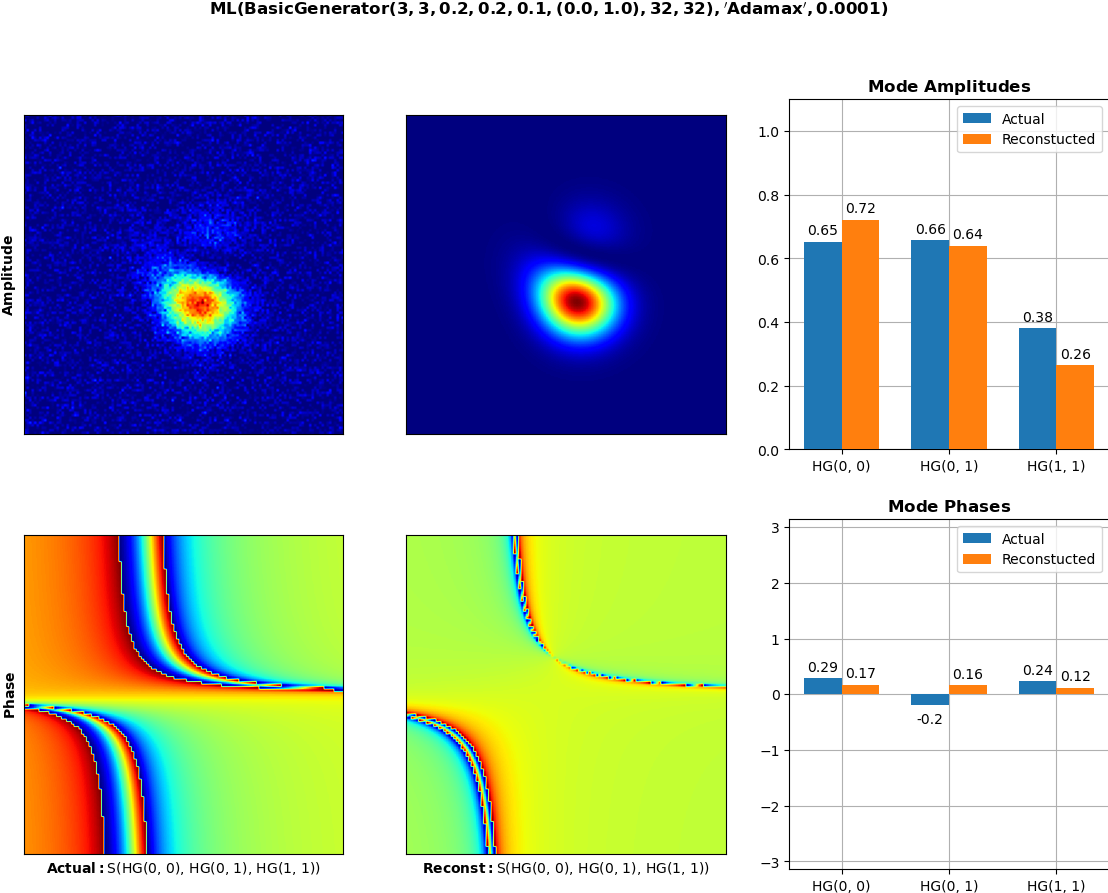 ML(BasicGenerator(3, 3, 0.2, 0.2, 0.1, (0.0, 1.0), 32, 32), ′Adamax′, 0.0001)
Amplitude
Mode Amplitudes
Actual
Reconstucted
1.0
0.8
0.6
0.4
0.2
0.0
0.65
0.72
0.66
0.64
0.38
0.26
HG(0, 0)
HG(0, 1)
HG(1, 1)
Phase
Actual: S(HG(0, 0), HG(0, 1), HG(1, 1))
Reconst: S(HG(0, 0), HG(0, 1), HG(1, 1))
Mode Phases
Actual
Reconstucted
3
2
1
0
−1
−2
−3
0.29
0.17
-0.2
0.16
0.24
0.12
HG(0, 0)
HG(0, 1)
HG(1, 1)